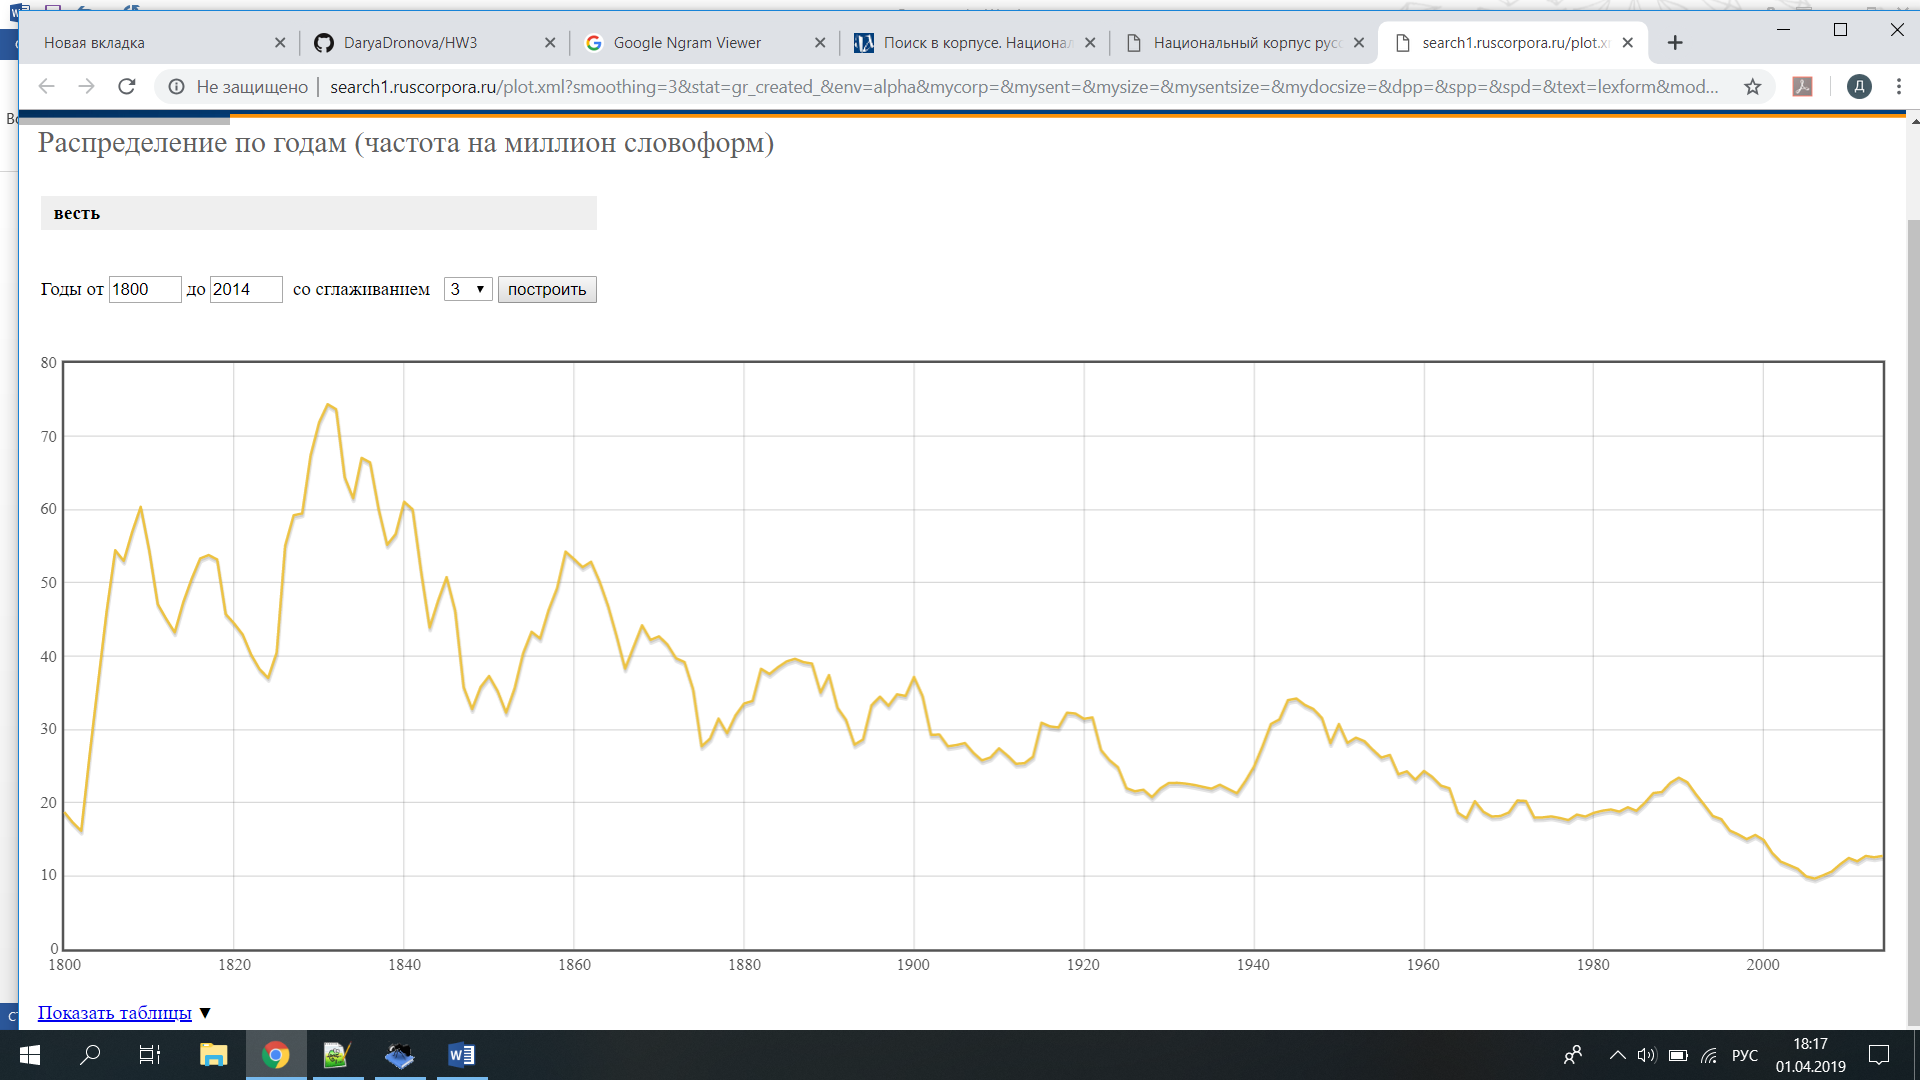 Новая вкладка
DaryaDronova/HW3
Google Ngram Viewer
Поиск в корпусе. Национал
Национальный корпус рус
search1.ruscorpora.ru/plot.x
Не защищено
search1.ruscorpora.ru/plot.xml?smoothing=3&stat=gr_created_&env=alpha&mycorp=&mysent=&mysize=&mysentsize=&mydocsize=&dpp=&spp=&spd=&text=lexform&mod...
Д
Распределение по годам (частота на миллион словоформ)
весть
Годы от 1800 до 2014 со сглаживанием 3 построить
80
70
60
50
40
30
20
10
0
1800 1820 1840 1860 1880 1900 1920 1940 1960 1980 2000
Показать таблицы ▼
РУС
18:17
01.04.2019